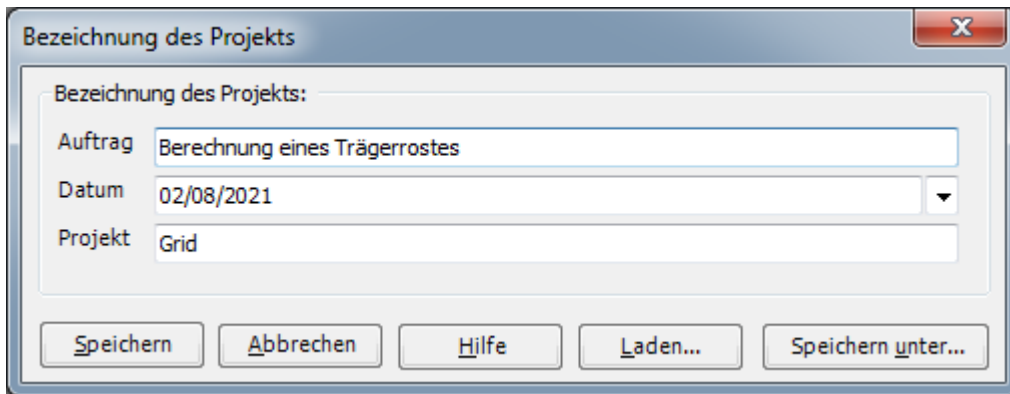 Bezeichnung des Projekts
Bezeichnung des Projekts:
Auftrag Berechnung eines Trägerrostes
Datum 02/08/2021
Projekt Grid
Speichern Abbrechen Hilfe Laden... Speichern unter...